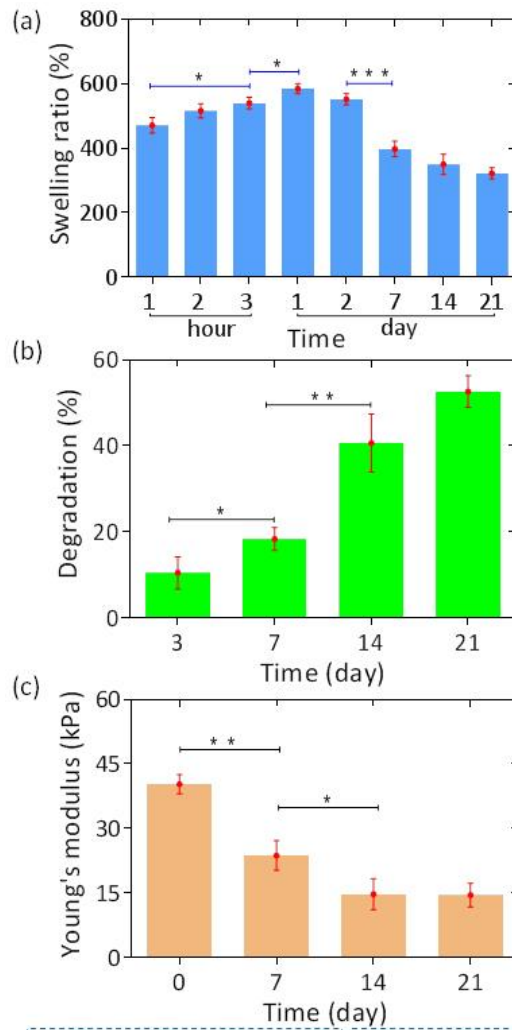 (a)
Swelling ratio (%)
800
600
400
200
0
*
*
* * *
1 2 3 1 2 7 14 21
hour
day
Time
(b)
Degradation (%)
60
40
20
0
*
* *
3 7 14 21
Time (day)
(c)
Young's modulus (kPa)
60
45
30
15
0
* *
*
0 7 14 21
Time (day)